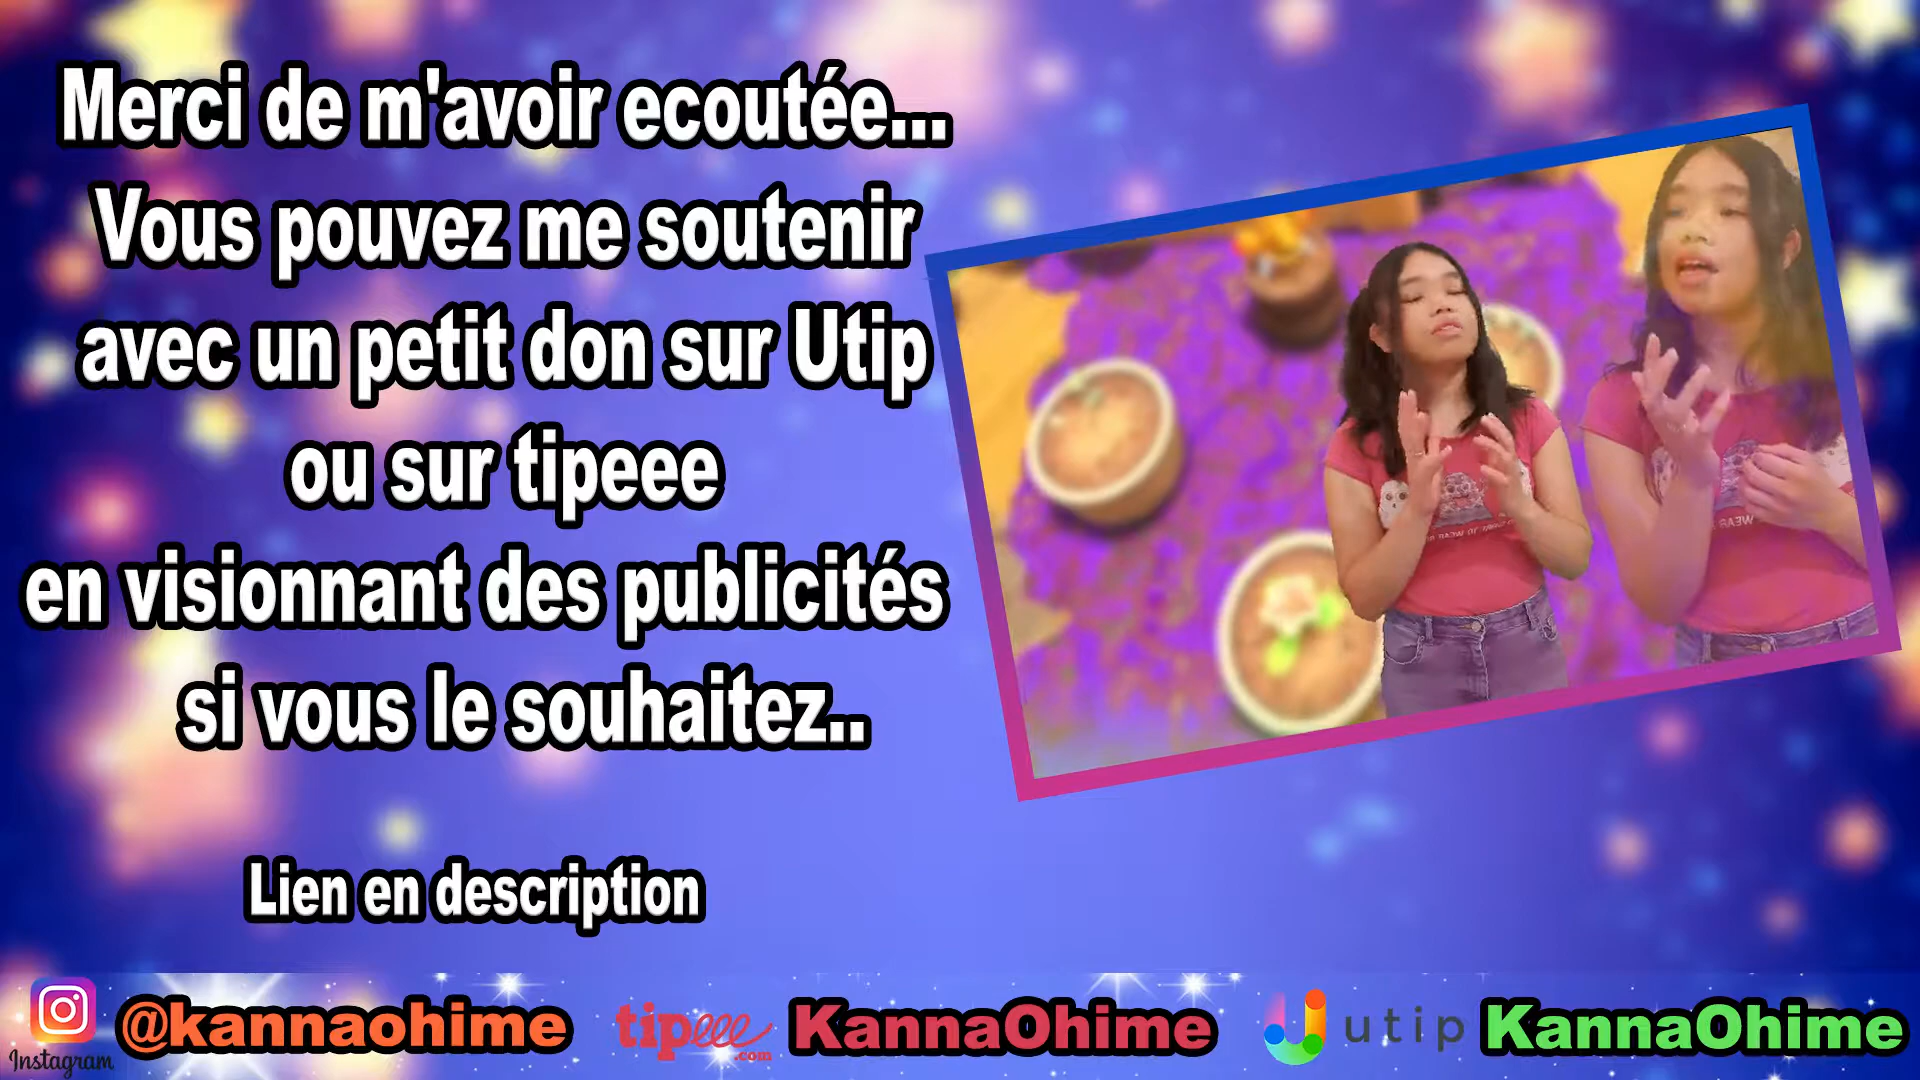 Merci de m'avoir ecoutée...
Vous pouvez me soutenir
avec un petit don sur Utip
ou sur tipeee
en visionnant des publicités
si vous le souhaitez..
Lien en description
Instagram @kannaohime tipeee.com KannaOhime utip KannaOhime